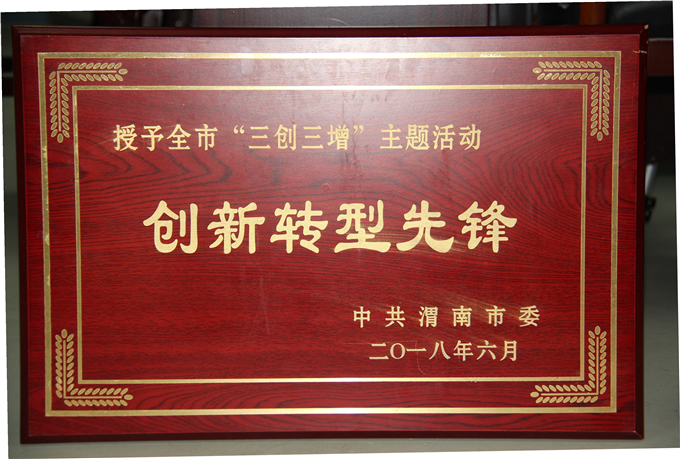 授予全市“三创三增”主题活动
创新转型先锋
中共渭南市委
二〇一八年六月